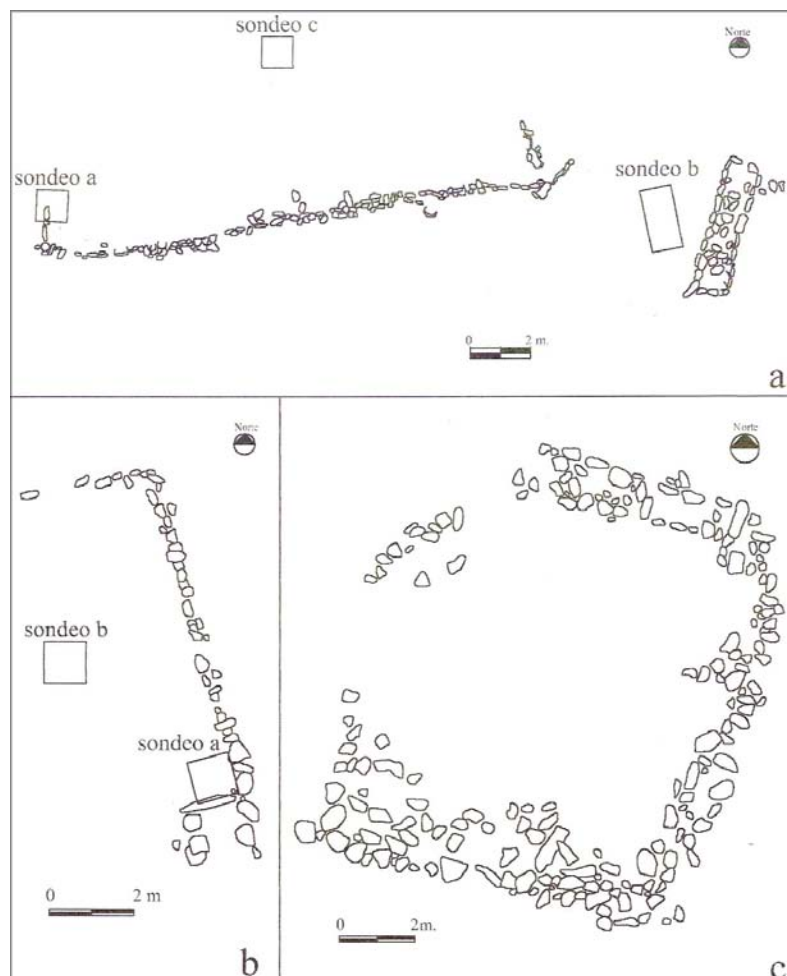 sondeo c
Norte
sondeo a
sondeo b
0 2 m.
a
Norte
sondeo b
sondeo a
0 2 m
b
Norte
0 2m.
c